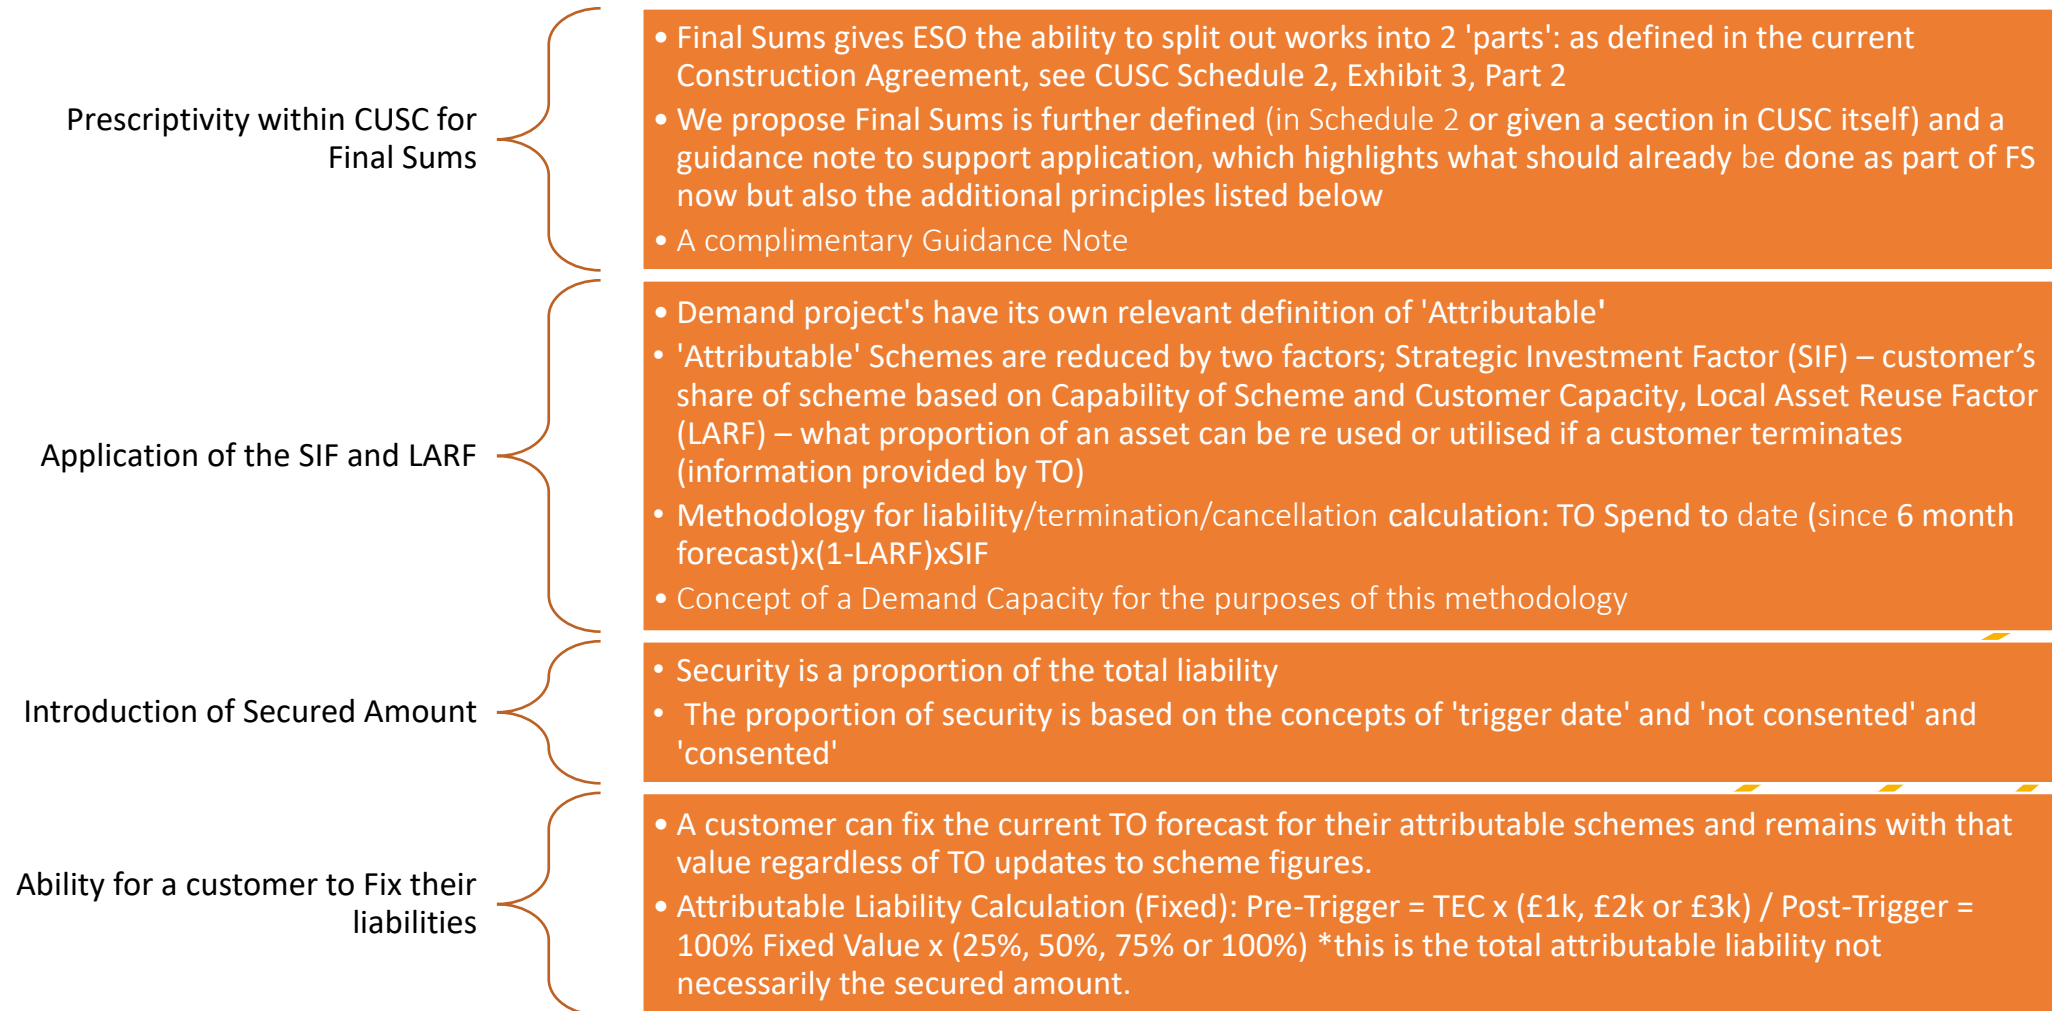 Prescriptivity within CUSC for
Final Sums
• Final Sums gives ESO the ability to split out works into 2 'parts': as defined in the current
Construction Agreement, see CUSC Schedule 2, Exhibit 3, Part 2
• We propose Final Sums is further defined (in Schedule 2 or given a section in CUSC itself) and a
guidance note to support application, which highlights what should already be done as part of FS
now but also the additional principles listed below
• A complimentary Guidance Note
Application of the SIF and LARF
• Demand project's have its own relevant definition of 'Attributable'
• 'Attributable' Schemes are reduced by two factors; Strategic Investment Factor (SIF) – customer’s
share of scheme based on Capability of Scheme and Customer Capacity, Local Asset Reuse Factor
(LARF) – what proportion of an asset can be re used or utilised if a customer terminates
(information provided by TO)
• Methodology for liability/termination/cancellation calculation: TO Spend to date (since 6 month
forecast)x(1-LARF)xSIF
• Concept of a Demand Capacity for the purposes of this methodology
Introduction of Secured Amount
• Security is a proportion of the total liability
• The proportion of security is based on the concepts of 'trigger date' and 'not consented' and
'consented'
Ability for a customer to Fix their
liabilities
• A customer can fix the current TO forecast for their attributable schemes and remains with that
value regardless of TO updates to scheme figures.
• Attributable Liability Calculation (Fixed): Pre-Trigger = TEC x (£1k, £2k or £3k) / Post-Trigger =
100% Fixed Value x (25%, 50%, 75% or 100%) *this is the total attributable liability not
necessarily the secured amount.